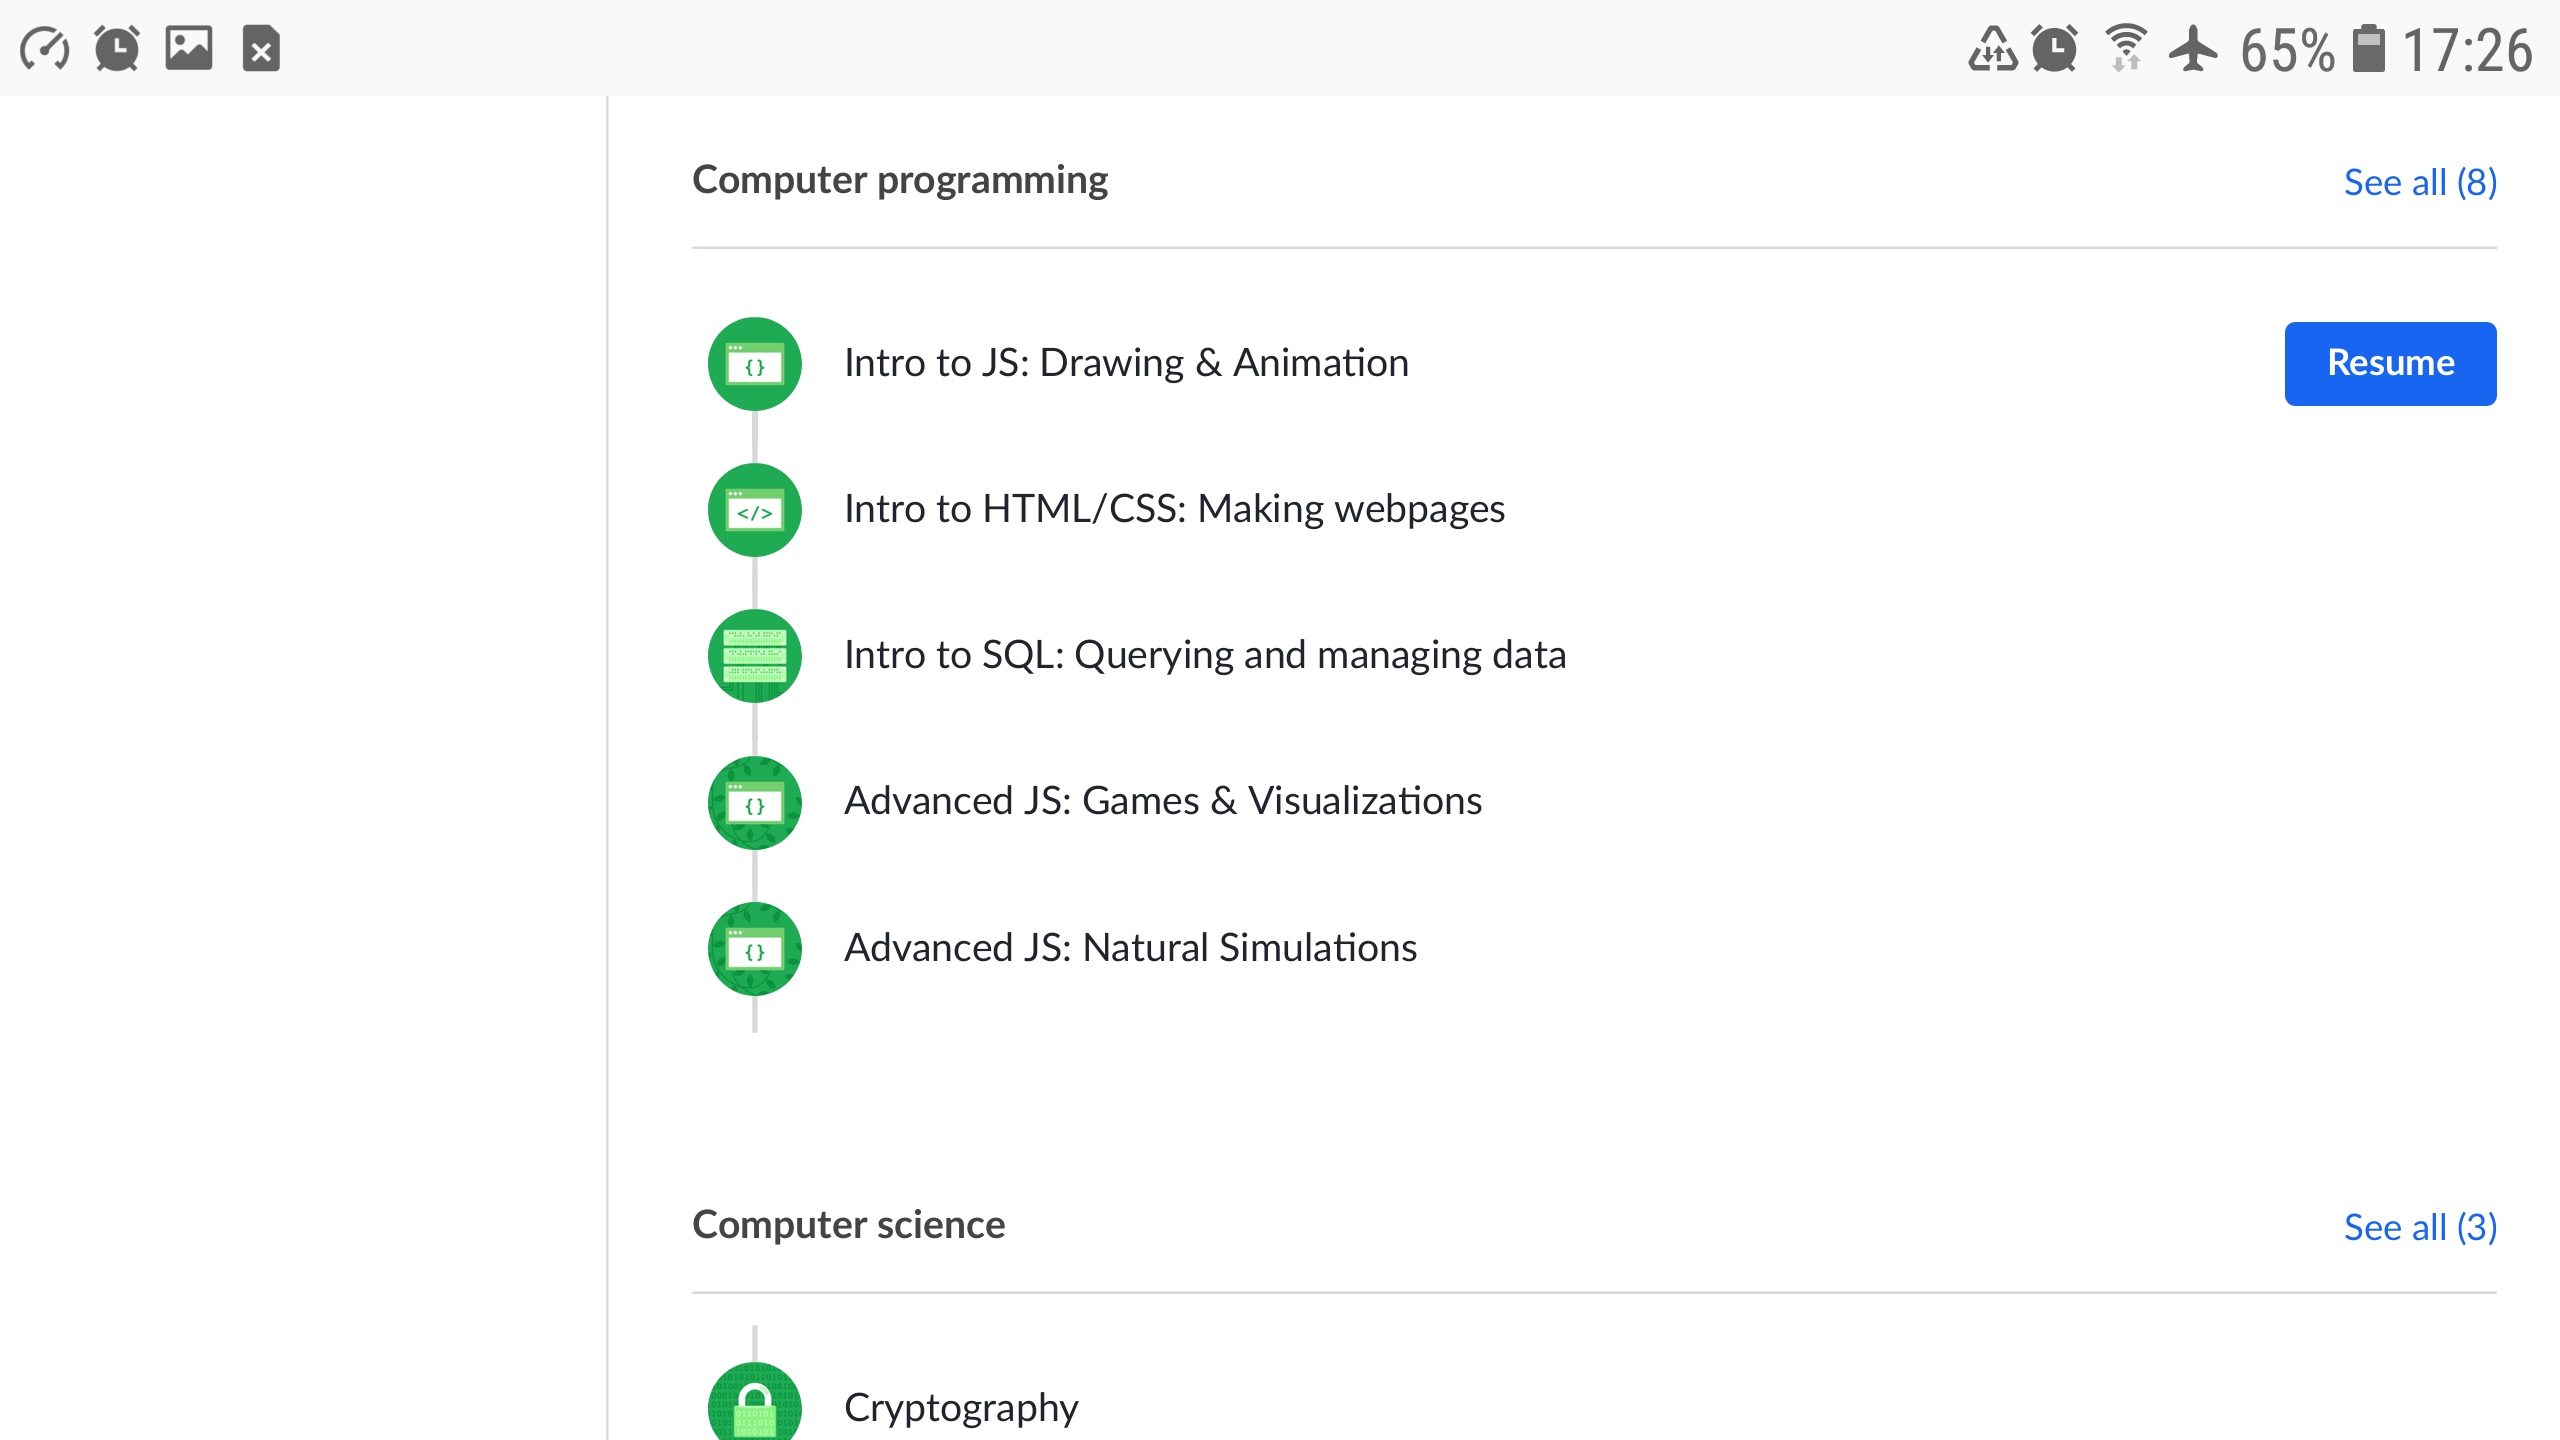 65% 17:26
Computer programming See all (8)
Intro to JS: Drawing & Animation Resume
Intro to HTML/CSS: Making webpages
Intro to SQL: Querying and managing data
Advanced JS: Games & Visualizations
Advanced JS: Natural Simulations
Computer science See all (3)
Cryptography